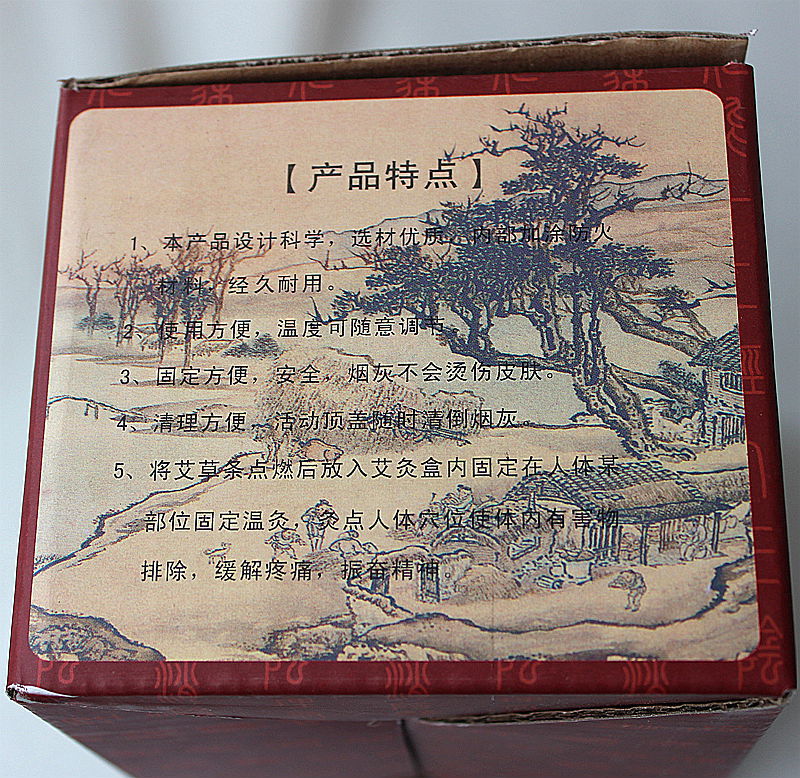 【产品特点】
1、本产品设计科学，选材优质，内部加涂防火
材料，经久耐用。
2、使用方便，温度可随意调节。
3、固定方便，安全，烟灰不会烫伤皮肤。
4、清理方便，活动顶盖随时清倒烟灰。
5、将艾草条点燃后放入艾灸盒内固定在人体某
部位固定温灸，灸点人体穴位使体内有害物
排除，缓解疼痛，振奋精神。